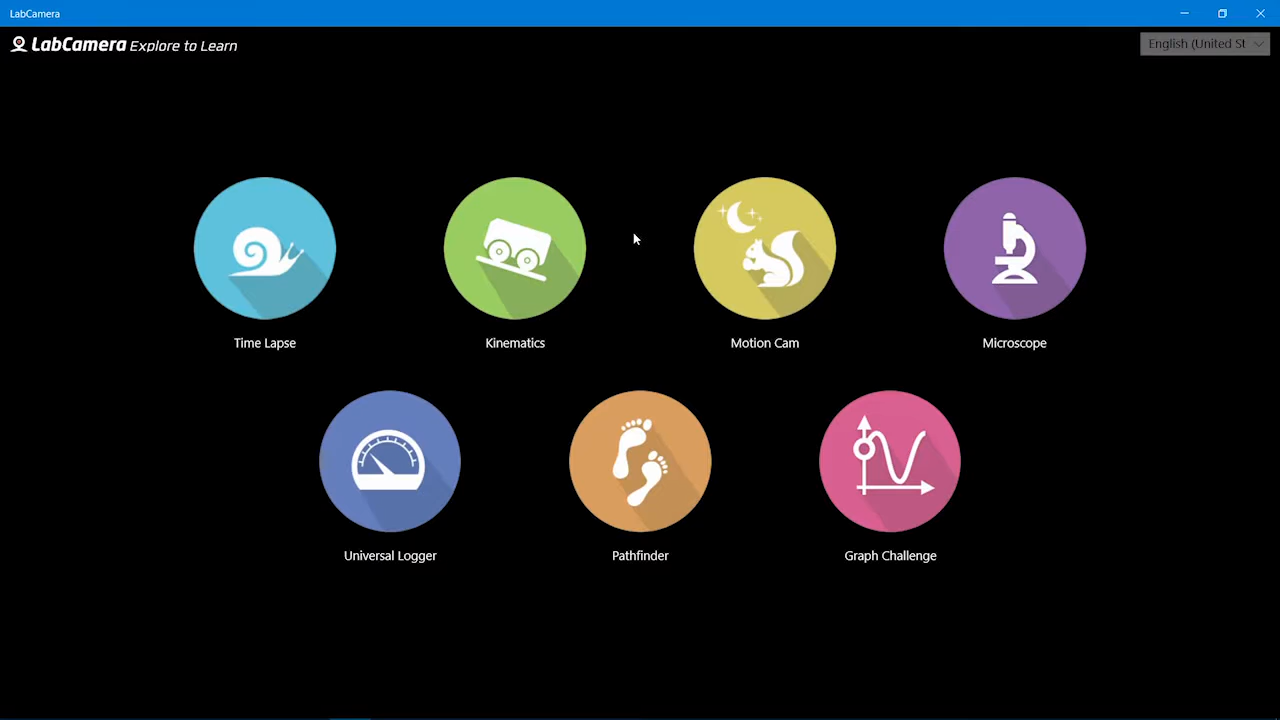 LabCamera
LabCamera Explore to Learn
English (United St
Time Lapse
Kinematics
Motion Cam
Microscope
Universal Logger
Pathfinder
Graph Challenge